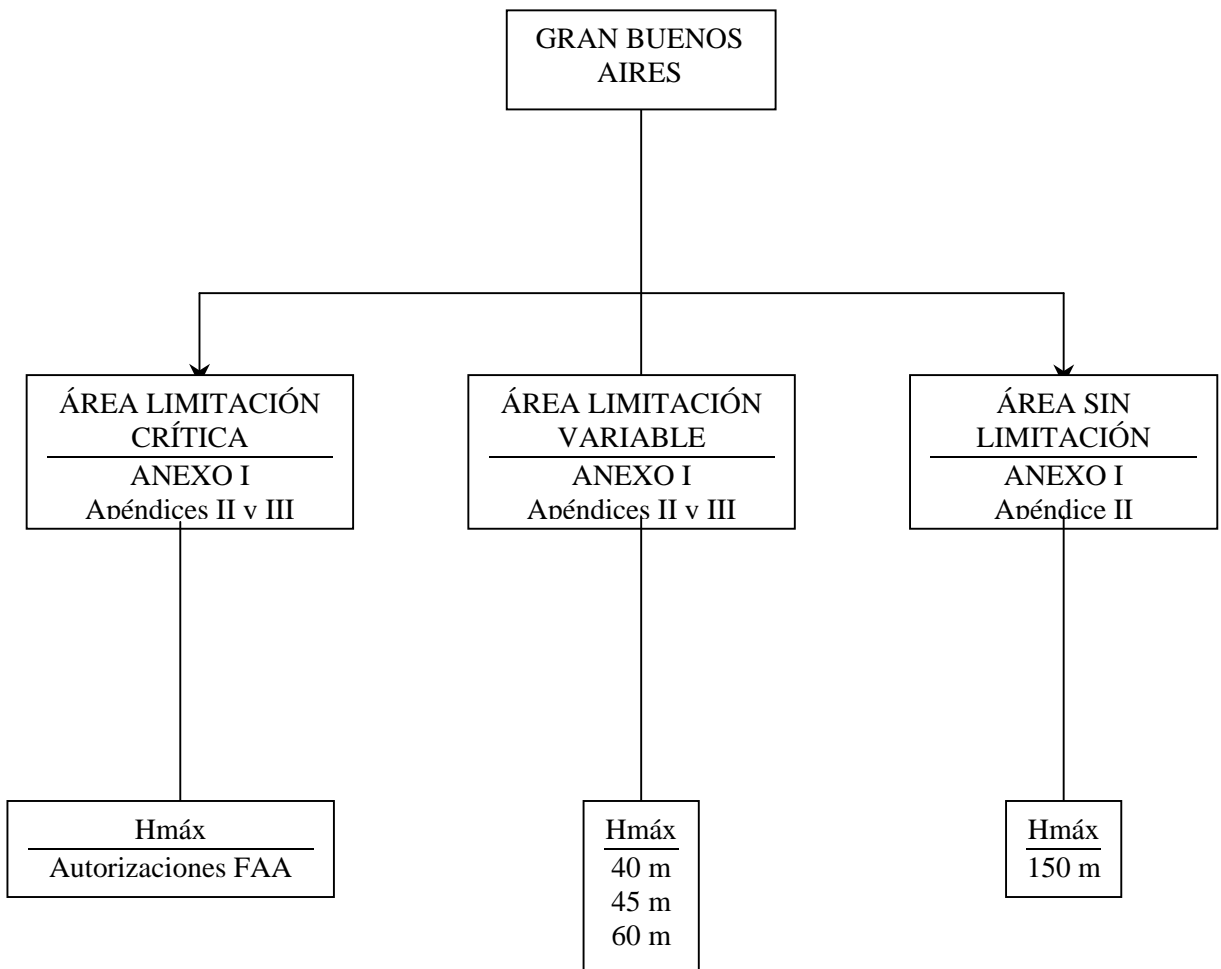 GRAN BUENOS
AIRES
ÁREA LIMITACIÓN
CRÍTICA
ANEXO I
Apéndices II y III
ÁREA LIMITACIÓN
VARIABLE
ANEXO I
Apéndices II y III
ÁREA SIN
LIMITACIÓN
ANEXO I
Apéndice II
Hmáx
Autorizaciones FAA
Hmáx
40 m
45 m
60 m
Hmáx
150 m